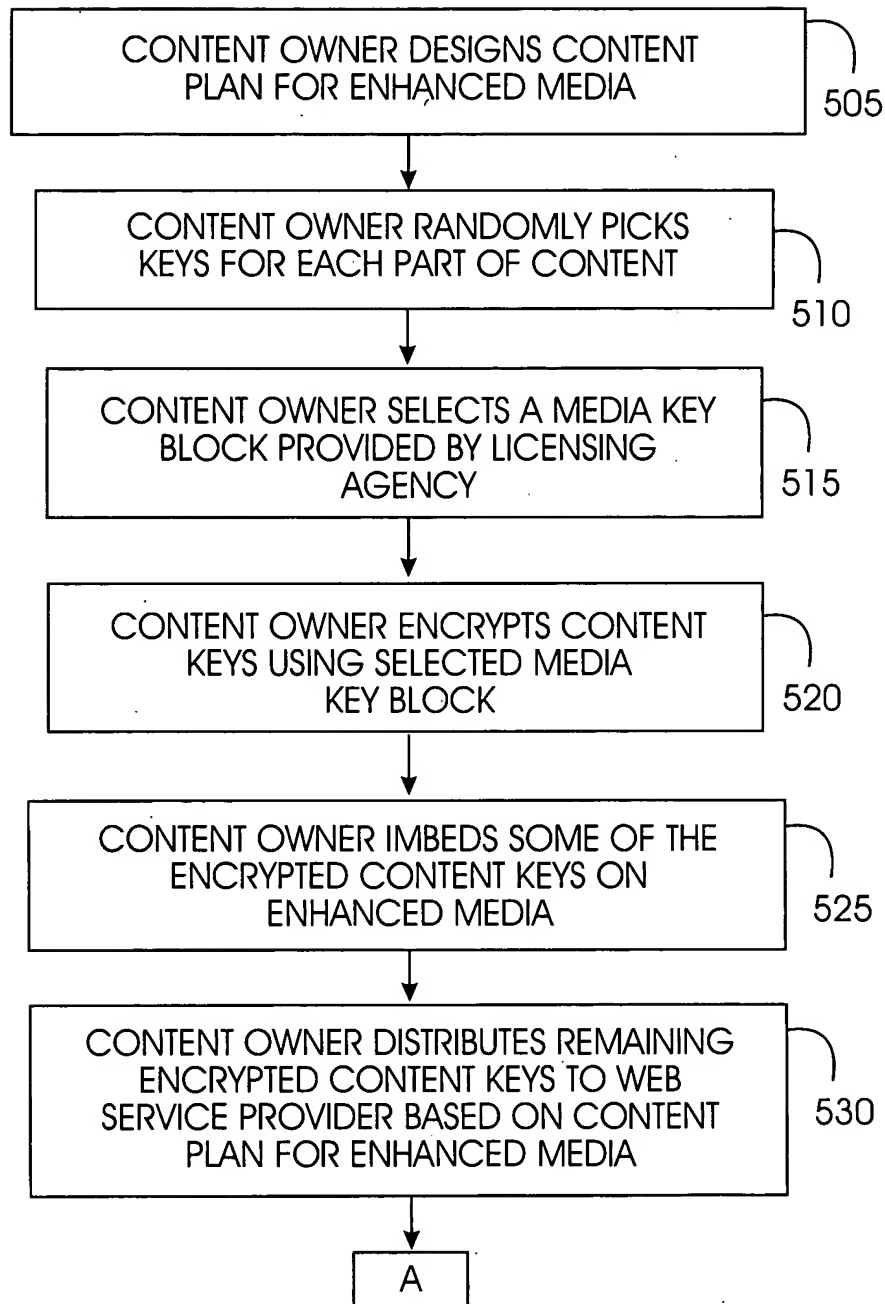 CONTENT OWNER DESIGNS CONTENT
PLAN FOR ENHANCED MEDIA
505
CONTENT OWNER RANDOMLY PICKS
KEYS FOR EACH PART OF CONTENT
510
CONTENT OWNER SELECTS A MEDIA KEY
BLOCK PROVIDED BY LICENSING
AGENCY
515
CONTENT OWNER ENCRYPTS CONTENT
KEYS USING SELECTED MEDIA
KEY BLOCK
520
CONTENT OWNER IMBEDS SOME OF THE
ENCRYPTED CONTENT KEYS ON
ENHANCED MEDIA
525
CONTENT OWNER DISTRIBUTES REMAINING
ENCRYPTED CONTENT KEYS TO WEB
SERVICE PROVIDER BASED ON CONTENT
PLAN FOR ENHANCED MEDIA
530
A